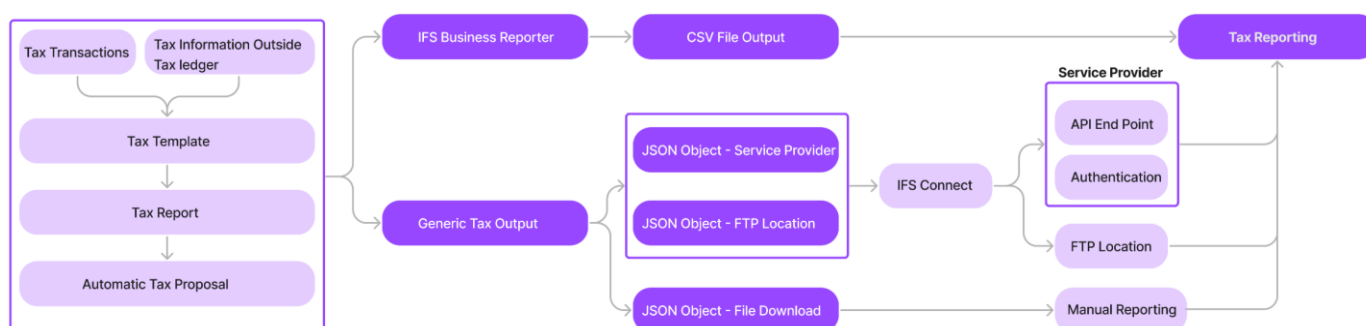 Tax Transactions
Tax Information Outside
Tax ledger
Tax Template
Tax Report
Automatic Tax Proposal
IFS Business Reporter
CSV File Output
Tax Reporting
Generic Tax Output
JSON Object - Service Provider
JSON Object - FTP Location
JSON Object - File Download
IFS Connect
Service Provider
API End Point
Authentication
FTP Location
Manual Reporting